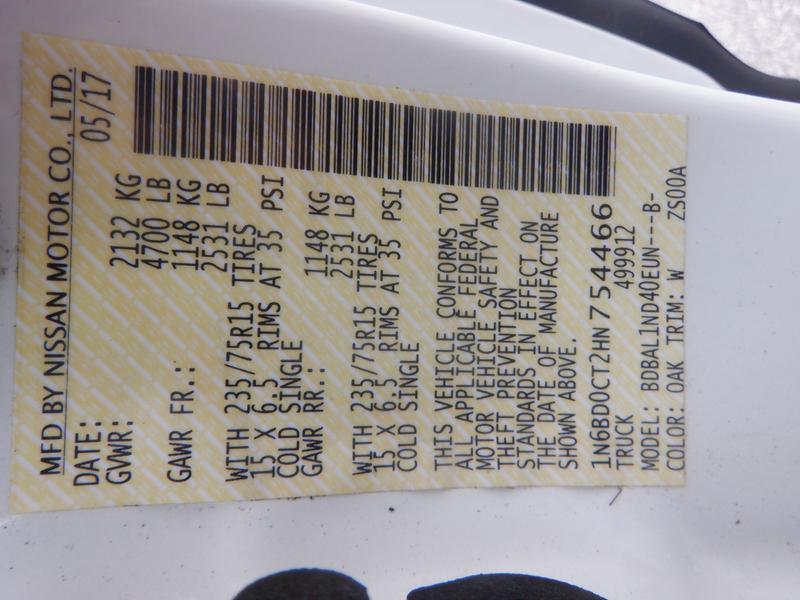 MFD BY NISSAN MOTOR CO., LTD.
DATE: 05/17
GVWR: 2132 KG
4700 LB
GAWR FR.: 1148 KG
2531 LB
WITH 235/75R15 TIRES
15 X 6.5 RIMS AT 35 PSI
COLD SINGLE
GAWR RR.: 1148 KG
2531 LB
WITH 235/75R15 TIRES
15 X 6.5 RIMS AT 35 PSI
COLD SINGLE
THIS VEHICLE CONFORMS TO
ALL APPLICABLE FEDERAL
MOTOR VEHICLE SAFETY AND
THEFT PREVENTION
STANDARDS IN EFFECT ON
THE DATE OF MANUFACTURE
SHOWN ABOVE.
1N6BD0CT2HN754466
TRUCK 499912
MODEL: BDBAL1ND40EUN---B-
COLOR: QAK TRIM: W ZS00A